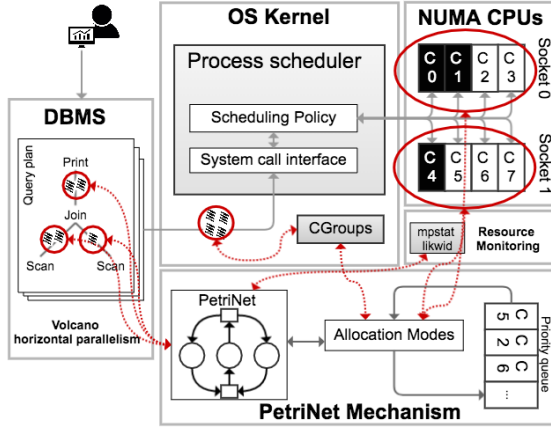 OS Kernel
NUMA CPUs
Process scheduler
Scheduling Policy
System call interface
C C C C
0 1 2 3
Socket 0
C C C C
4 5 6 7
Socket 1
DBMS
Query plan
Print
Join
Scan Scan
Volcano
horizontal parallelism
CGroups
mpstat
likwid
Resource
Monitoring
PetriNet
Allocation Modes
C C C
5 2 6 ...
Priority queue
PetriNet Mechanism